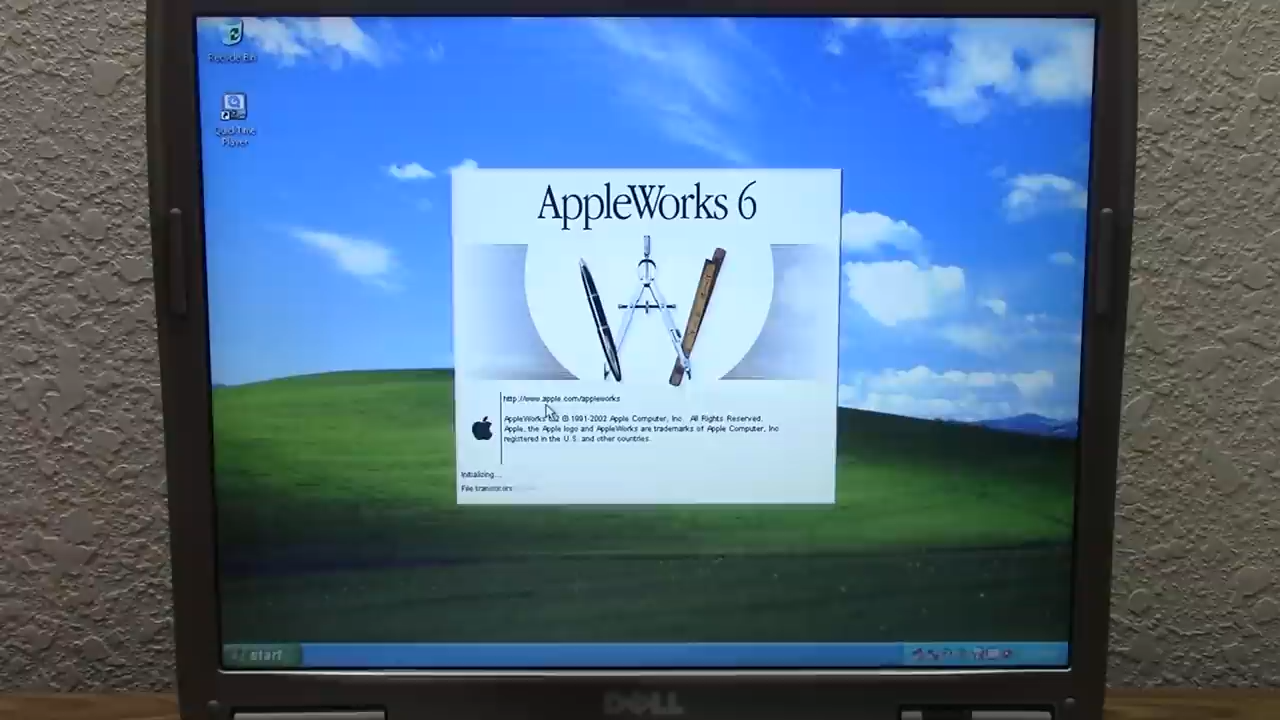 Recycle Bin
QuickTime
Player
AppleWorks 6
http://www.apple.com/appleworks
© 1991-2002 Apple Computer, Inc. All Rights Reserved.
Apple, the Apple logo and AppleWorks are trademarks of Apple Computer, Inc
registered in the U.S. and other countries.
Initializing...
File translators
start
DELL